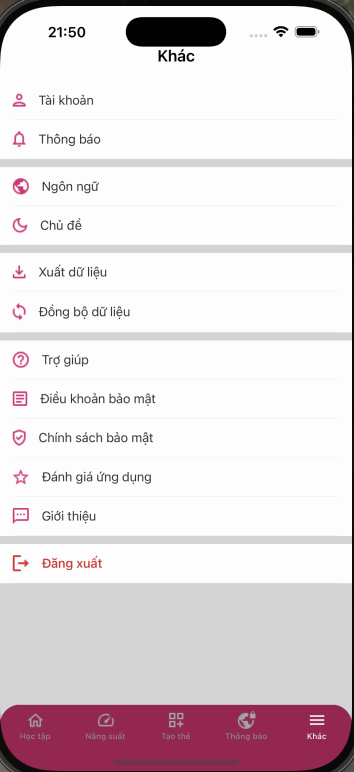 21:50
Khác
Tài khoản
Thông báo
Ngôn ngữ
Chủ đề
Xuất dữ liệu
Đồng bộ dữ liệu
Trợ giúp
Điều khoản bảo mật
Chính sách bảo mật
Đánh giá ứng dụng
Giới thiệu
Đăng xuất
Học tập
Năng suất
Tạo thẻ
Thông báo
Khác